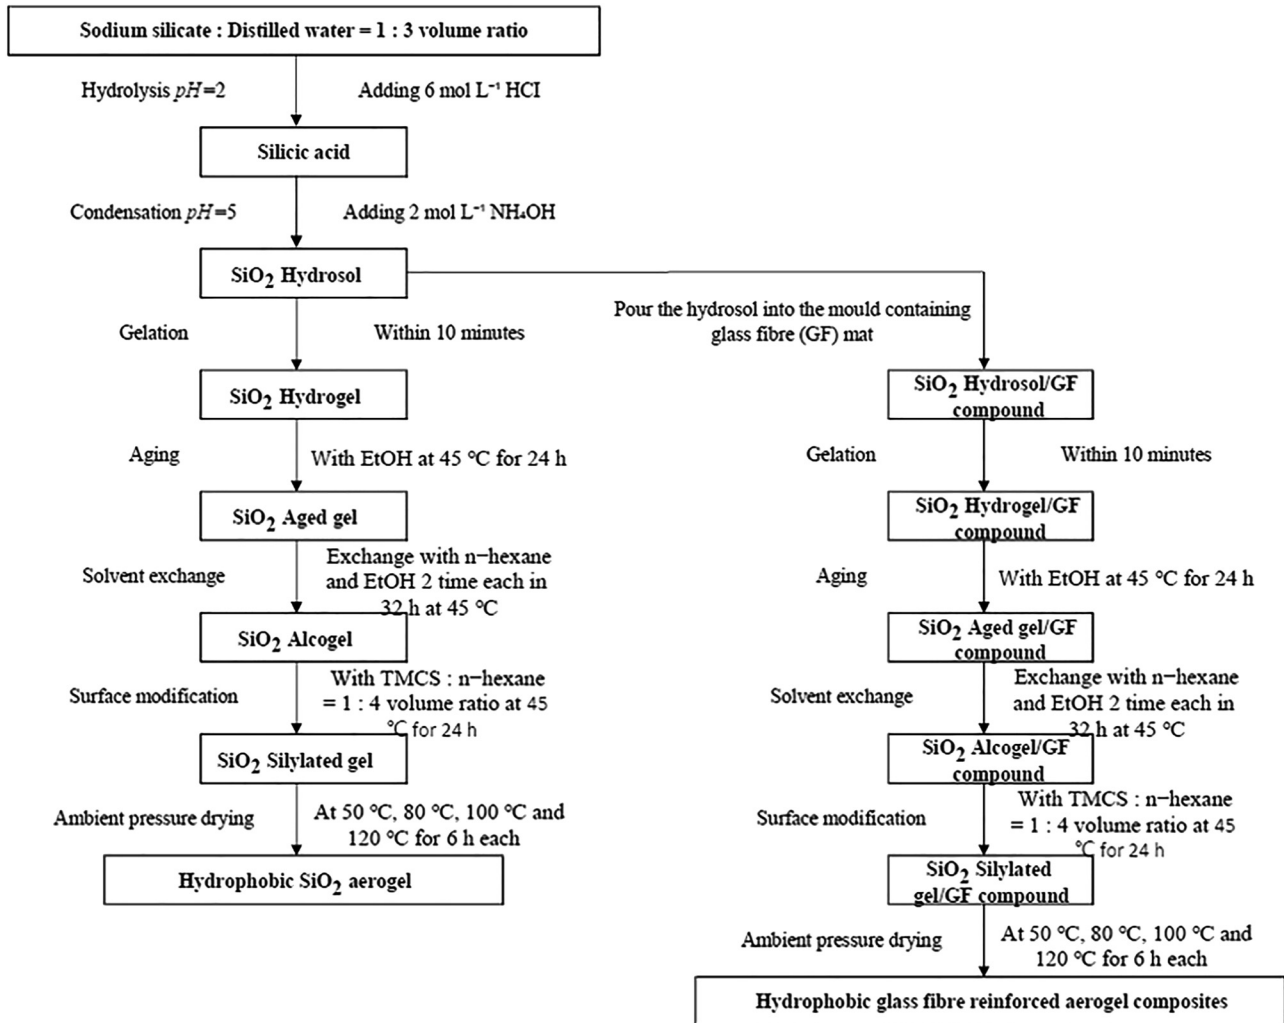 Sodium silicate : Distilled water = 1 : 3 volume ratio
Hydrolysis pH=2
Adding 6 mol L⁻¹ HCI
Silicic acid
Condensation pH=5
Adding 2 mol L⁻¹ NH₄OH
SiO₂ Hydrosol
Gelation
Within 10 minutes
SiO₂ Hydrogel
Aging
With EtOH at 45 °C for 24 h
SiO₂ Aged gel
Solvent exchange
Exchange with n−hexane
and EtOH 2 time each in
32 h at 45 °C
SiO₂ Alcogel
Surface modification
With TMCS : n−hexane
= 1 : 4 volume ratio at 45
°C for 24 h
SiO₂ Silylated gel
Ambient pressure drying
At 50 °C, 80 °C, 100 °C and
120 °C for 6 h each
Hydrophobic SiO₂ aerogel
Pour the hydrosol into the mould containing
glass fibre (GF) mat
SiO₂ Hydrosol/GF
compound
Gelation
Within 10 minutes
SiO₂ Hydrogel/GF
compound
Aging
With EtOH at 45 °C for 24 h
SiO₂ Aged gel/GF
compound
Solvent exchange
Exchange with n−hexane
and EtOH 2 time each in
32 h at 45 °C
SiO₂ Alcogel/GF
compound
Surface modification
With TMCS : n−hexane
= 1 : 4 volume ratio at 45
°C for 24 h
SiO₂ Silylated
gel/GF compound
Ambient pressure drying
At 50 °C, 80 °C, 100 °C and
120 °C for 6 h each
Hydrophobic glass fibre reinforced aerogel composites